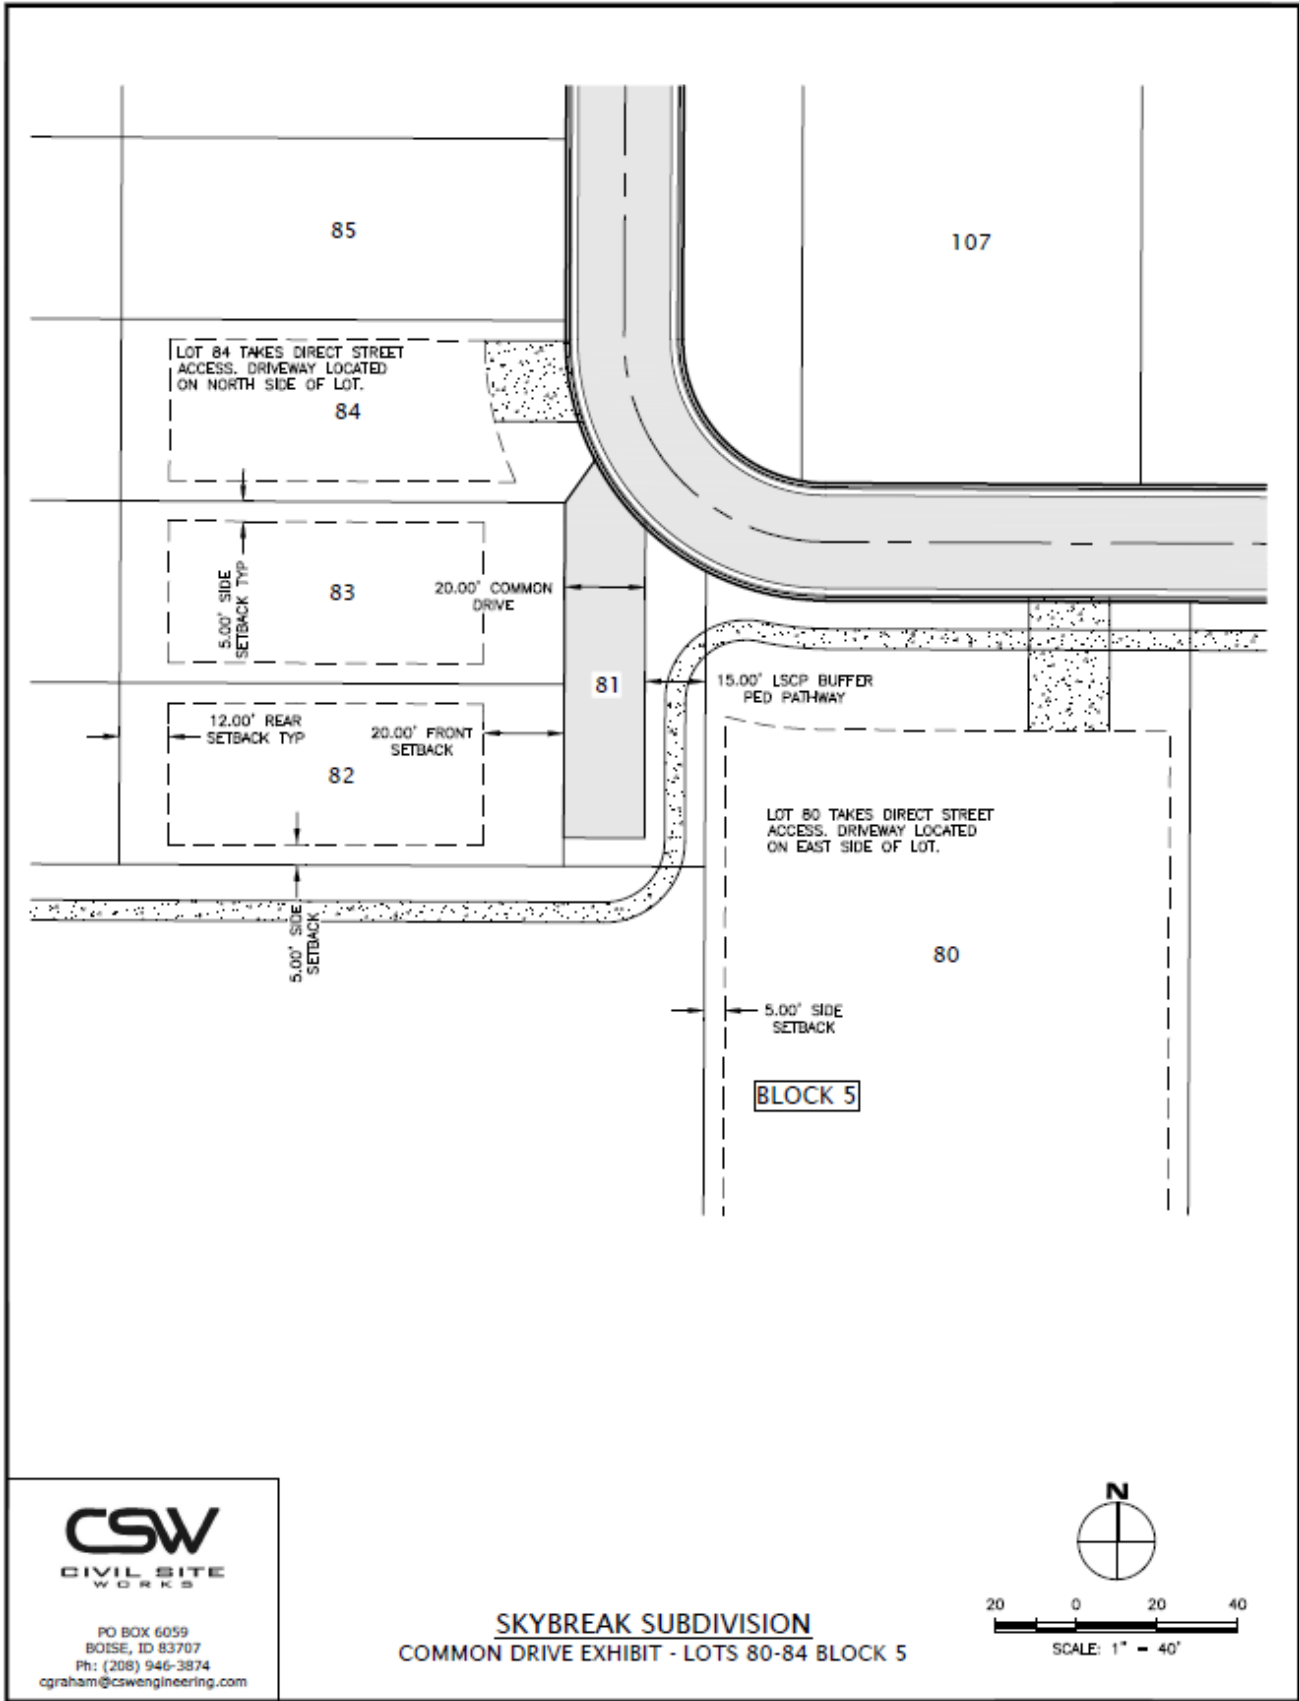 85
107
LOT 84 TAKES DIRECT STREET
ACCESS. DRIVEWAY LOCATED
ON NORTH SIDE OF LOT.
84
5.00' SIDE
SETBACK TYP
83
20.00' COMMON
DRIVE
81
15.00' LSCP BUFFER
PED PATHWAY
12.00' REAR
SETBACK TYP
20.00' FRONT
SETBACK
82
LOT 80 TAKES DIRECT STREET
ACCESS. DRIVEWAY LOCATED
ON EAST SIDE OF LOT.
5.00' SIDE
SETBACK
80
5.00' SIDE
SETBACK
BLOCK 5
CSW
CIVIL SITE
WORKS
PO BOX 6059
BOISE, ID 83707
Ph: (208) 946-3874
cgraham@cswengineering.com
SKYBREAK SUBDIVISION
COMMON DRIVE EXHIBIT - LOTS 80-84 BLOCK 5
N
20 0 20 40
SCALE: 1" = 40'